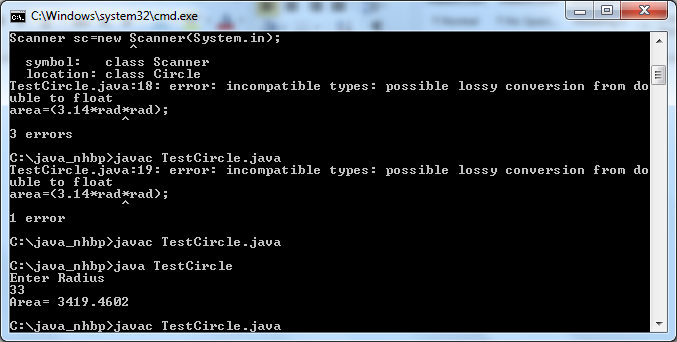 C:\Windows\system32\cmd.exe
Scanner sc=new Scanner(System.in);
^
symbol:   class Scanner
location: class Circle
TestCircle.java:18: error: incompatible types: possible lossy conversion from do
uble to float
area=(3.14*rad*rad);
^
3 errors
C:\java_nhbp>javac TestCircle.java
TestCircle.java:19: error: incompatible types: possible lossy conversion from do
uble to float
area=(3.14*rad*rad);
^
1 error
C:\java_nhbp>javac TestCircle.java
C:\java_nhbp>java TestCircle
Enter Radius
33
Area= 3419.4602
C:\java_nhbp>javac TestCircle.java